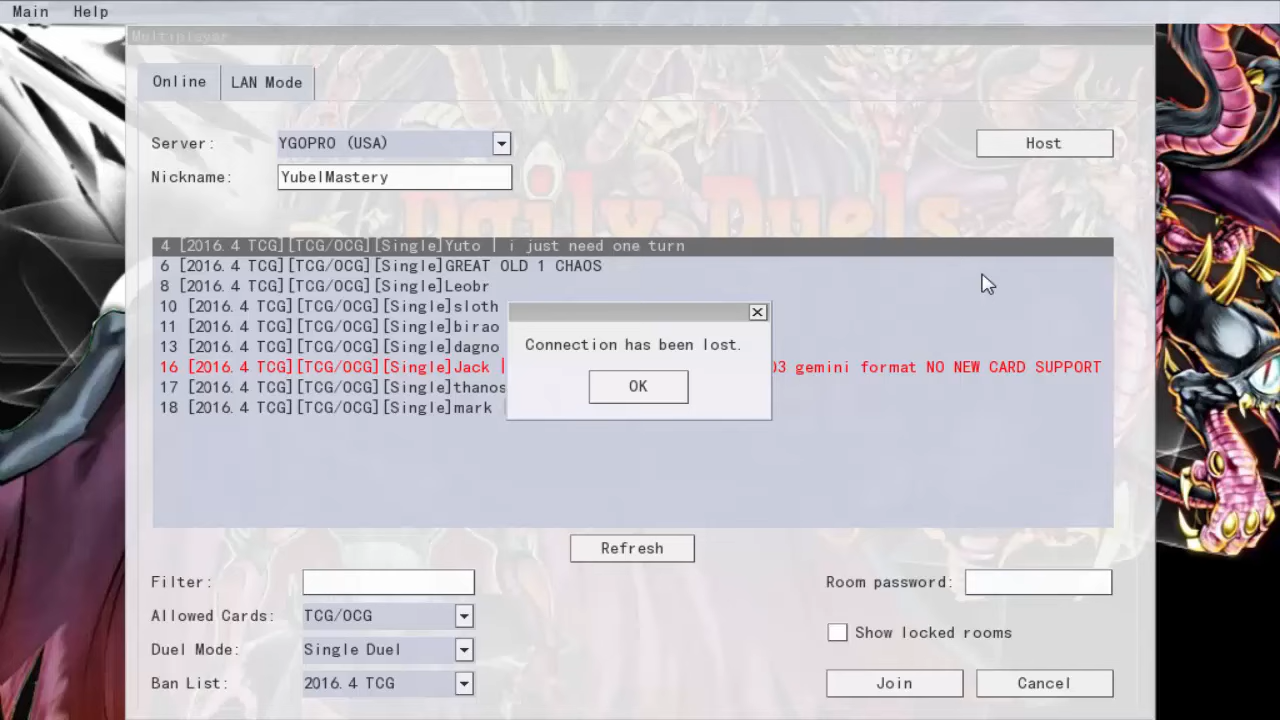 Main Help
Multiplayer
Online LAN Mode
Server: YGOPRO (USA) Host
Nickname: YubelMastery
Daily Duels
4 [2016.4 TCG][TCG/OCG][Single]Yuto | i just need one turn
6 [2016.4 TCG][TCG/OCG][Single]GREAT OLD 1 CHAOS
8 [2016.4 TCG][TCG/OCG][Single]Leobr
10 [2016.4 TCG][TCG/OCG][Single]sloth
11 [2016.4 TCG][TCG/OCG][Single]birao
13 [2016.4 TCG][TCG/OCG][Single]dagno
16 [2016.4 TCG][TCG/OCG][Single]Jack | 03 gemini format NO NEW CARD SUPPORT
17 [2016.4 TCG][TCG/OCG][Single]thanos
18 [2016.4 TCG][TCG/OCG][Single]mark
Connection has been lost.
OK
Refresh
Filter: Room password:
Allowed Cards: TCG/OCG Show locked rooms
Duel Mode: Single Duel
Ban List: 2016.4 TCG Join Cancel